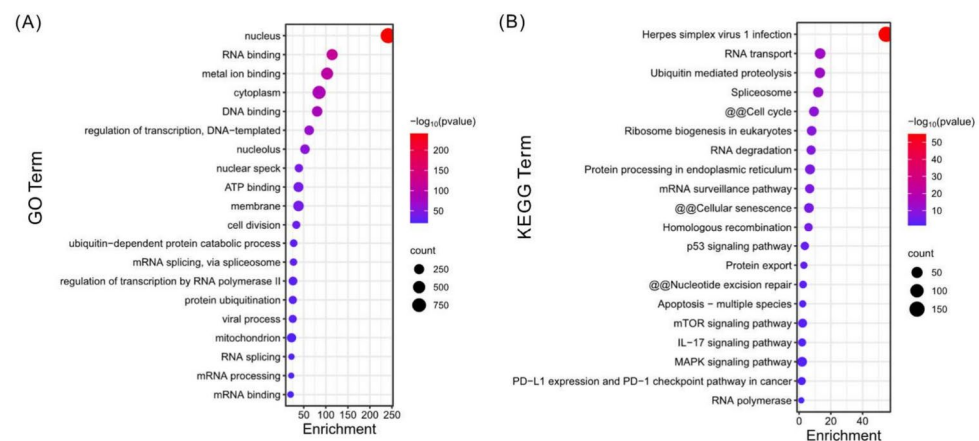 (A)
GO Term
nucleus
RNA binding
metal ion binding
cytoplasm
DNA binding
regulation of transcription, DNA−templated
nucleolus
nuclear speck
ATP binding
membrane
cell division
ubiquitin−dependent protein catabolic process
mRNA splicing, via spliceosome
regulation of transcription by RNA polymerase II
protein ubiquitination
viral process
mitochondrion
RNA splicing
mRNA processing
mRNA binding
50 100 150 200 250
Enrichment
−log10(pvalue)
200
150
100
50
count
250
500
750
(B)
KEGG Term
Herpes simplex virus 1 infection
RNA transport
Ubiquitin mediated proteolysis
Spliceosome
@@Cell cycle
Ribosome biogenesis in eukaryotes
RNA degradation
Protein processing in endoplasmic reticulum
mRNA surveillance pathway
@@Cellular senescence
Homologous recombination
p53 signaling pathway
Protein export
@@Nucleotide excision repair
Apoptosis − multiple species
mTOR signaling pathway
IL−17 signaling pathway
MAPK signaling pathway
PD−L1 expression and PD−1 checkpoint pathway in cancer
RNA polymerase
0 20 40
Enrichment
−log10(pvalue)
50
40
30
20
10
count
50
100
150